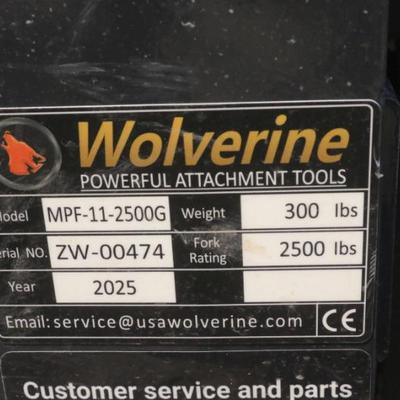 Wolverine
POWERFUL ATTACHMENT TOOLS
odel MPF-11-2500G Weight 300 lbs
erial NO. ZW-00474 Fork Rating 2500 lbs
Year 2025
Email:service@usawolverine.com CE
Customer service and parts